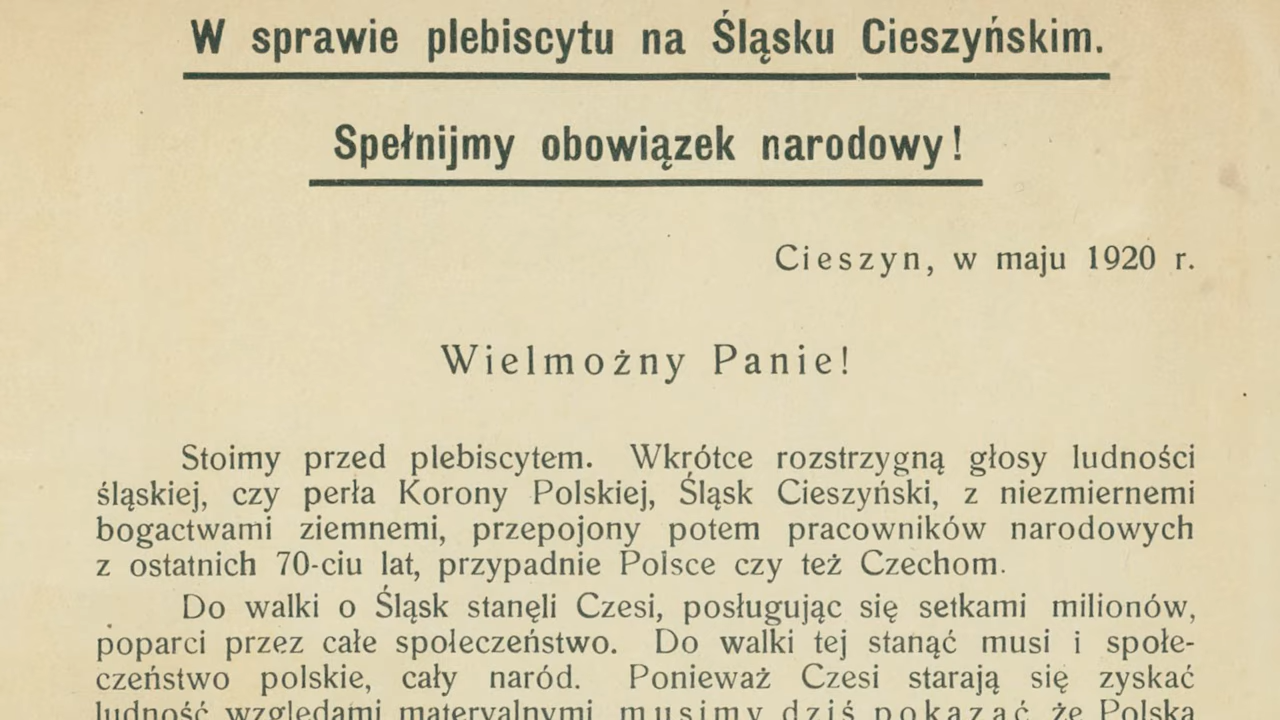 W sprawie plebiscytu na Śląsku Cieszyńskim.
Spełnijmy obowiązek narodowy!
Cieszyn, w maju 1920 r.
Wielmożny Panie!
Stoimy przed plebiscytem. Wkrótce rozstrzygną głosy ludności
śląskiej, czy perła Korony Polskiej, Śląsk Cieszyński, z niezmiernemi
bogactwami ziemnemi, przepojony potem pracowników narodowych
z ostatnich 70-ciu lat, przypadnie Polsce czy też Czechom.
Do walki o Śląsk stanęli Czesi, posługując się setkami milionów,
poparci przez całe społeczeństwo. Do walki tej stanąć musi i społe-
czeństwo polskie, cały naród. Ponieważ Czesi starają się zyskać
ludność względami materyalnymi, musimy dziś pokazać że Polska